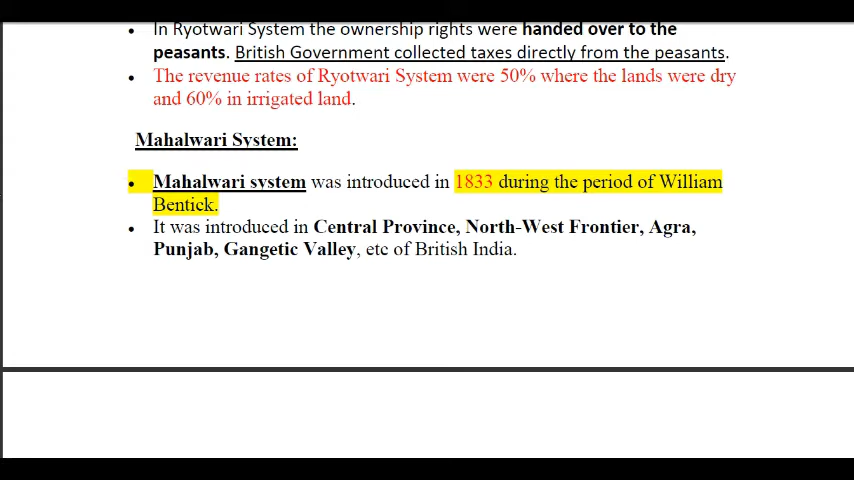 • In Ryotwari System the ownership rights were handed over to the
peasants. British Government collected taxes directly from the peasants.
• The revenue rates of Ryotwari System were 50% where the lands were dry
and 60% in irrigated land.
Mahalwari System:
• Mahalwari system was introduced in 1833 during the period of William
Bentick.
• It was introduced in Central Province, North-West Frontier, Agra,
Punjab, Gangetic Valley, etc of British India.